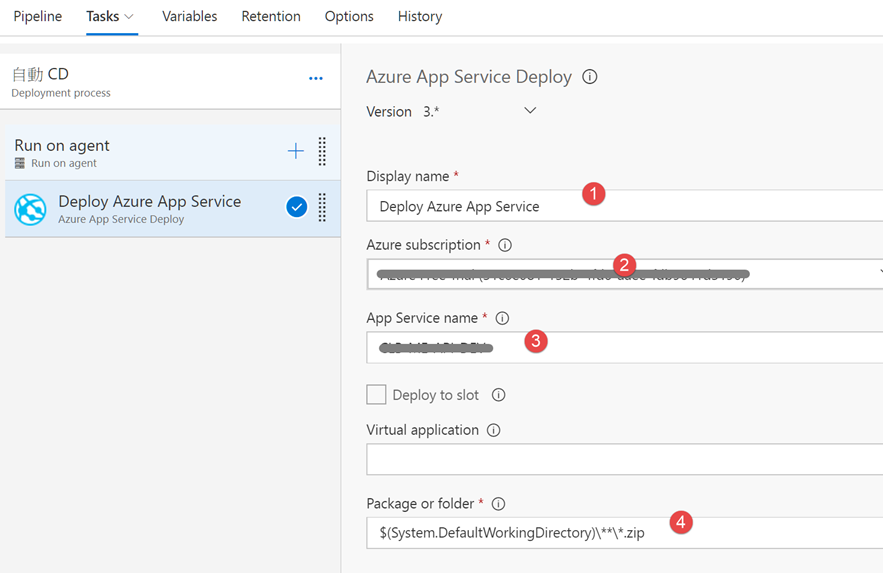 Pipeline Tasks Variables Retention Options History
自動 CD
Deployment process
Run on agent
Run on agent
Deploy Azure App Service
Azure App Service Deploy
Azure App Service Deploy
Version 3.*
Display name *
1
Deploy Azure App Service
Azure subscription *
2
App Service name *
3
Deploy to slot
Virtual application
Package or folder *
4
$(System.DefaultWorkingDirectory)\**\*.zip